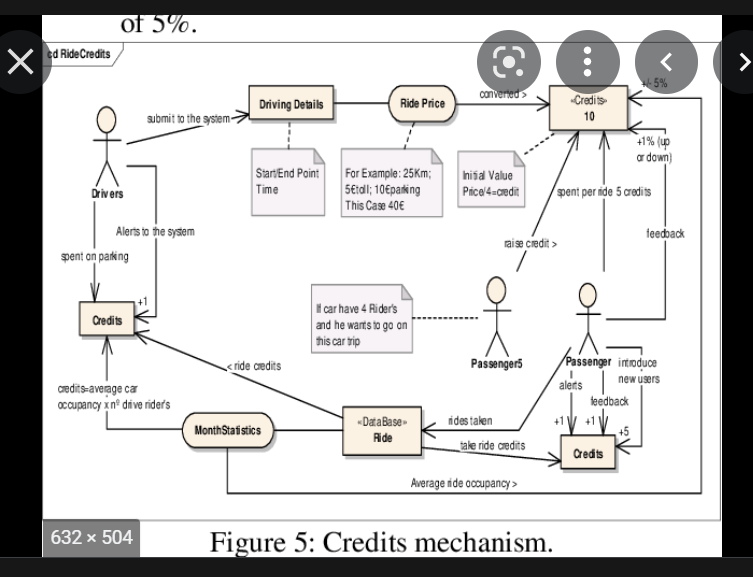 of 5%.
cd RideCredits
+/- 5%
converted >
Driving Details
Ride Price
«Credits»
10
submit to the system
+1% (up
or down)
Start/End Point
Time
For Example: 25Km;
5€toll; 10€parking
This Case 40€
Initial Value
Price/4=credit
spent per ride 5 credits
Drivers
Alerts to the system
feedback
raise credit >
spent on parking
+1
Credits
If car have 4 Rider's
and he wants to go on
this car trip
Passenger5
Passenger
introduce
new users
< ride credits
alerts
credits=average car
occupancy x nº drive rider's
feedback
«DataBase»
Ride
rides taken
+1
+1
+5
MonthStatistics
take ride credits
Credits
Average ride occupancy >
632 × 504
Figure 5: Credits mechanism.